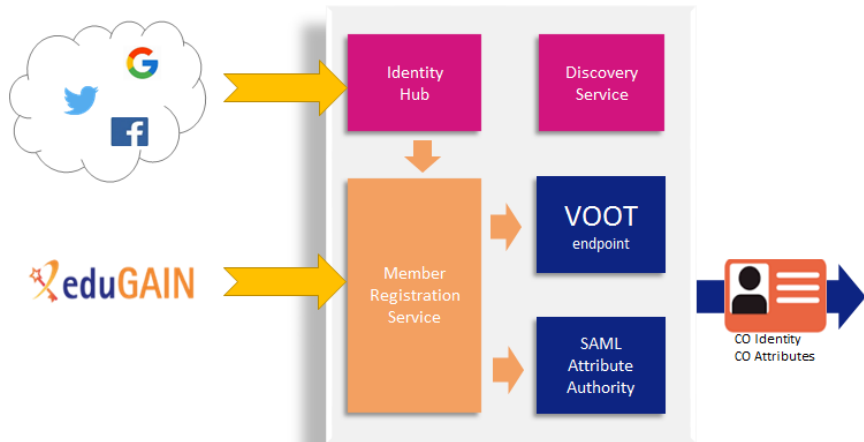 Identity
Hub
Discovery
Service
VOOT
endpoint
eduGAIN
Member
Registration
Service
SAML
Attribute
Authority
CO Identity
CO Attributes